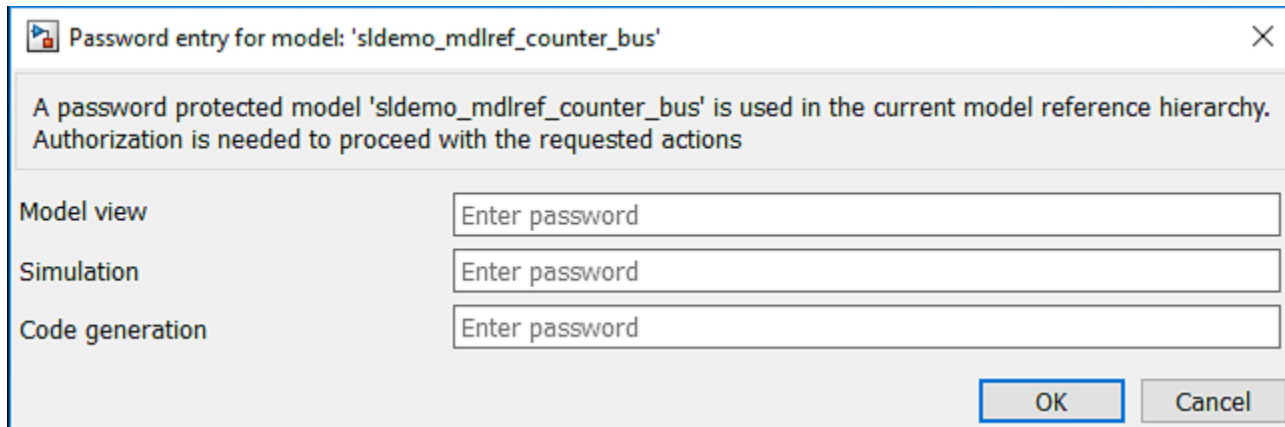 Password entry for model: 'sldemo_mdlref_counter_bus'
A password protected model 'sldemo_mdlref_counter_bus' is used in the current model reference hierarchy.
Authorization is needed to proceed with the requested actions
Model view Enter password
Simulation Enter password
Code generation Enter password
OK Cancel